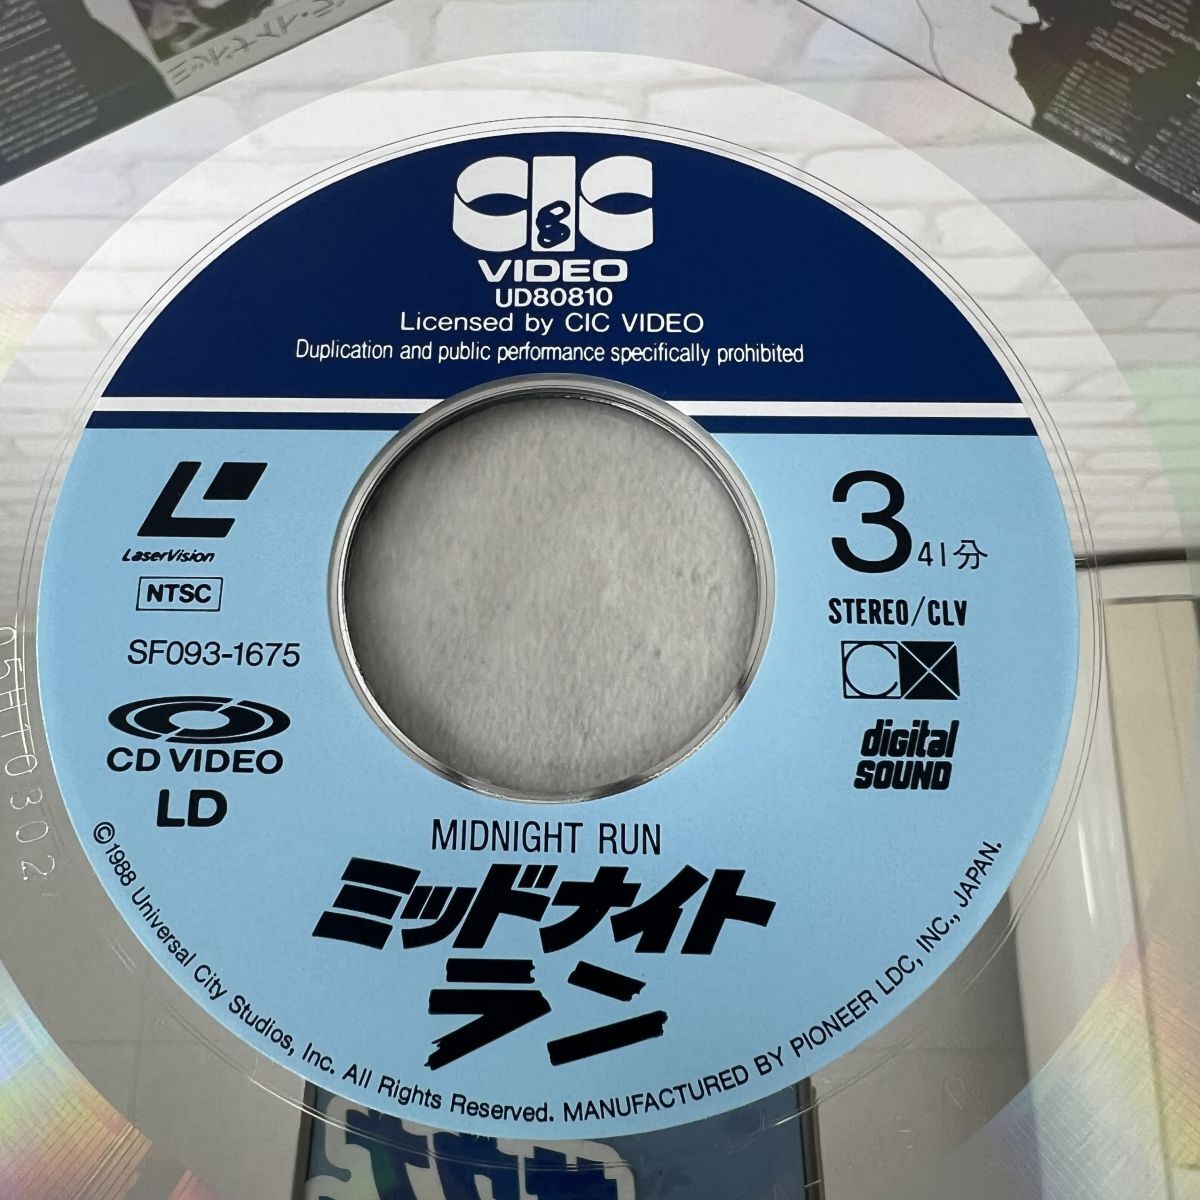 CIC
&
VIDEO
UD80810
Licensed by CIC VIDEO
Duplication and public performance specifically prohibited
LaserVision
NTSC
SF093-1675
CD VIDEO
LD
3 41分
STEREO/CLV
CX
digital
SOUND
MIDNIGHT RUN
ミッドナイト
ラン
©1988 Universal City Studios, Inc. All Rights Reserved. MANUFACTURED BY PIONEER LDC, INC., JAPAN.